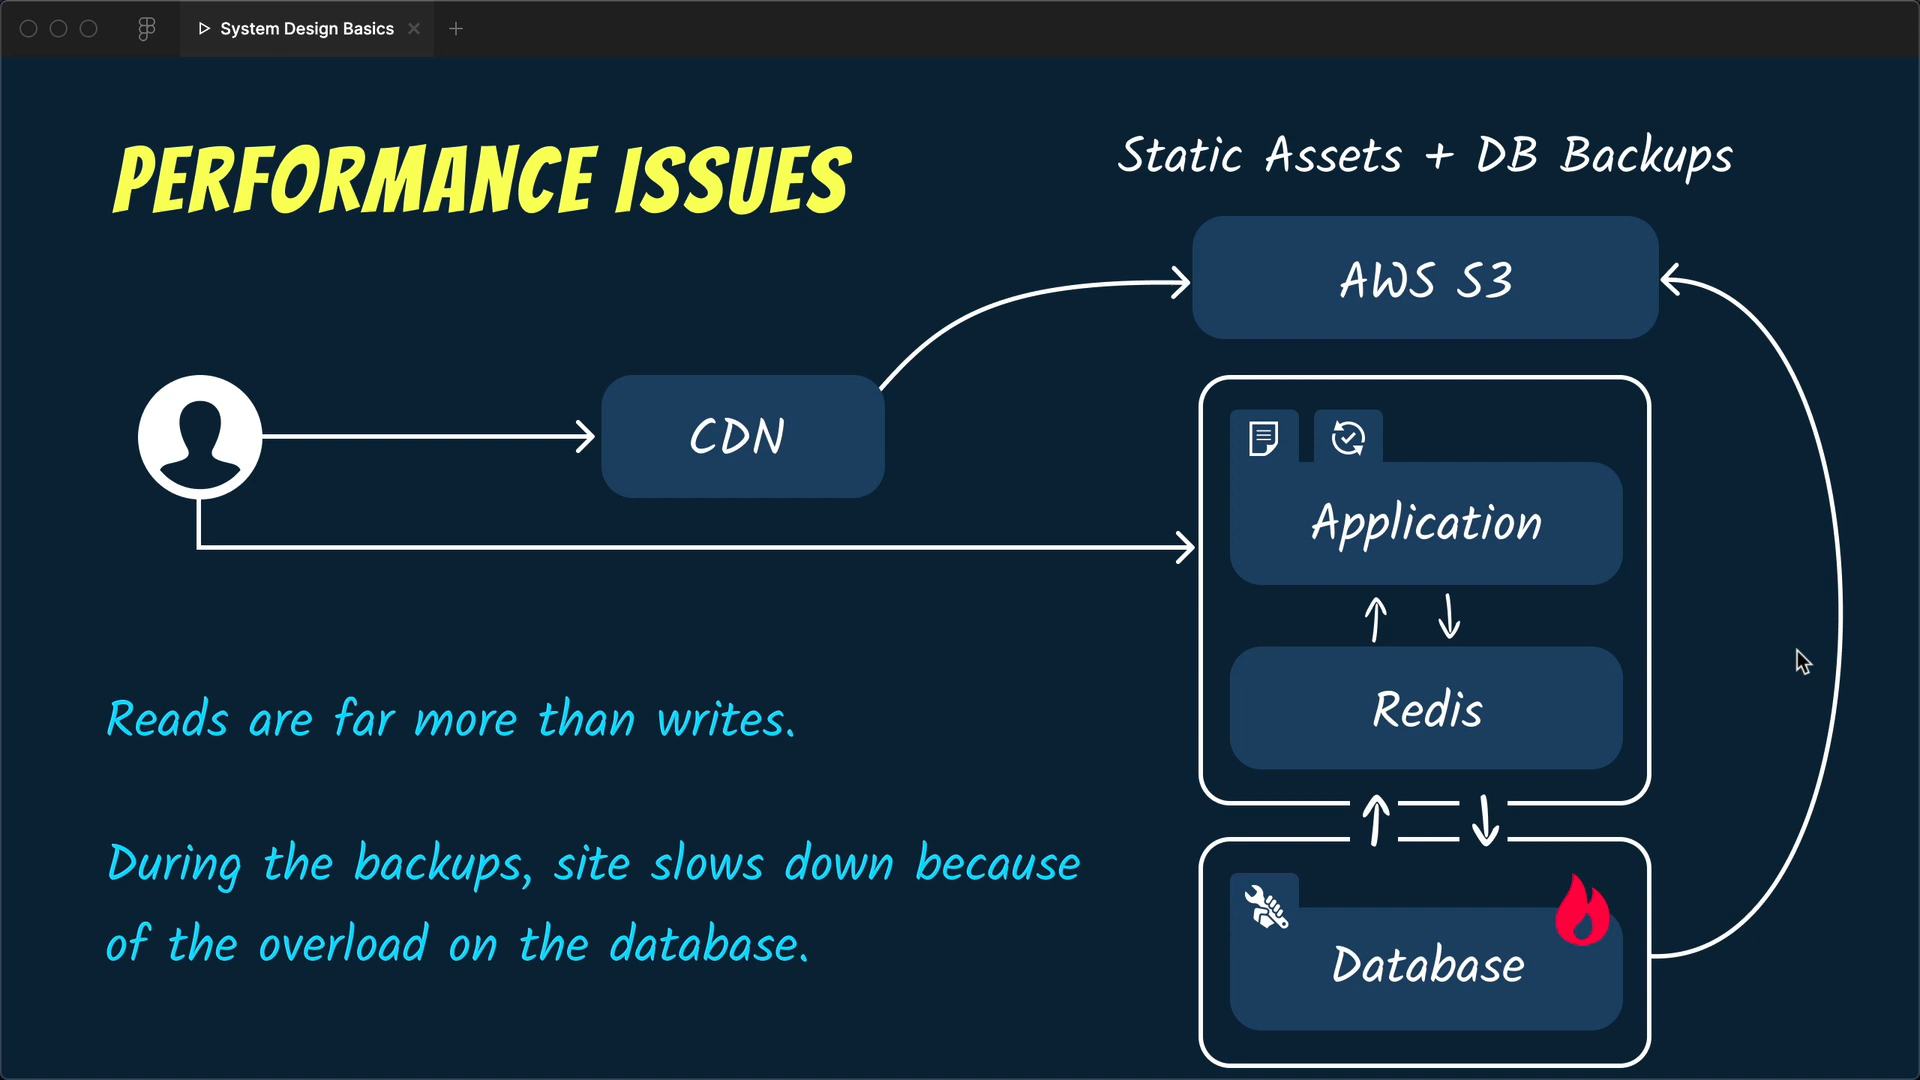 System Design Basics
PERFORMANCE ISSUES
Static Assets + DB Backups
AWS S3
CDN
Application
Redis
Reads are far more than writes.
During the backups, site slows down because
of the overload on the database.
Database